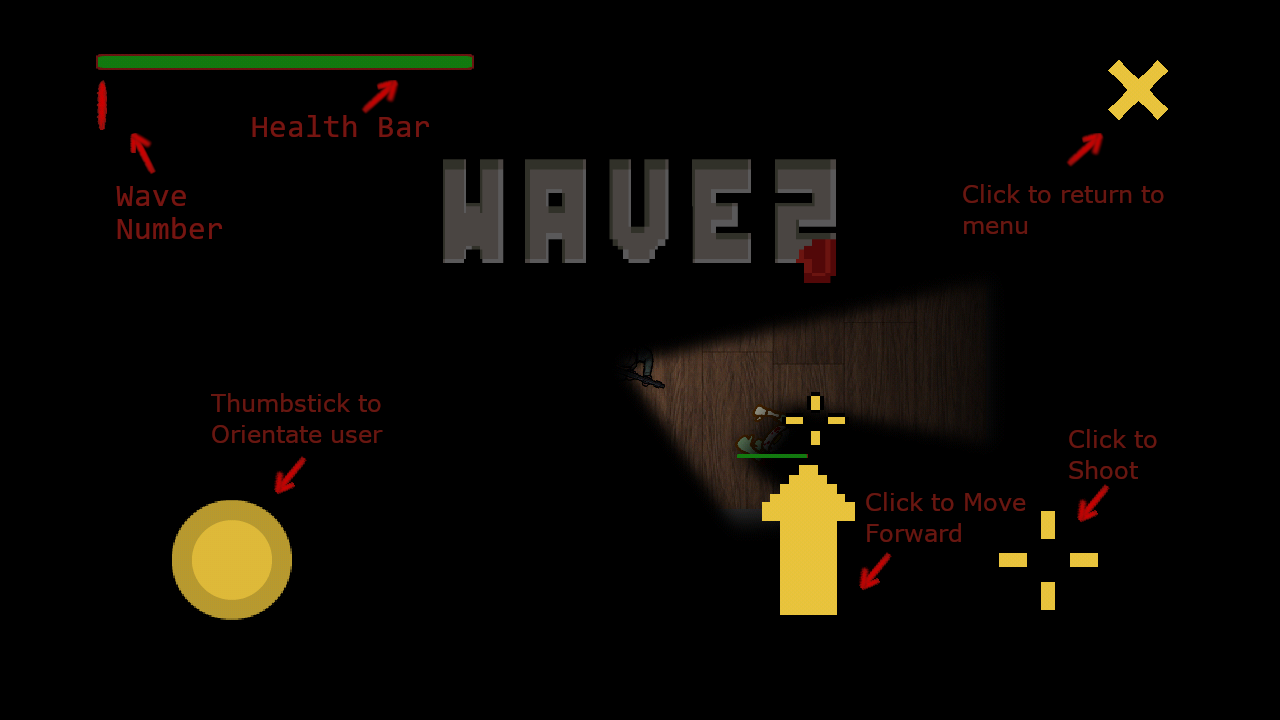 Health Bar
Wave
Number
WAVE2
Click to return to
menu
Thumbstick to
Orientate user
Click to
Shoot
Click to Move
Forward